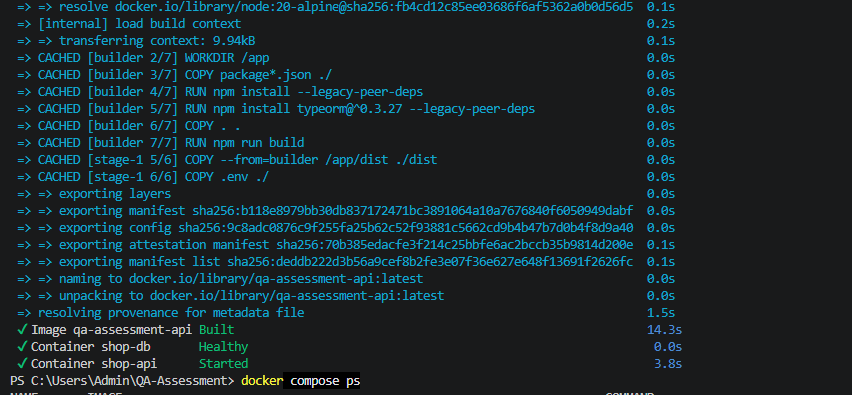 => => resolve docker.io/library/node:20-alpine@sha256:fb4cd12c85ee03686f6af5362a0b0d56d5 0.1s
=> [internal] load build context 0.2s
=> => transferring context: 9.94kB 0.1s
=> CACHED [builder 2/7] WORKDIR /app 0.0s
=> CACHED [builder 3/7] COPY package*.json ./ 0.0s
=> CACHED [builder 4/7] RUN npm install --legacy-peer-deps 0.0s
=> CACHED [builder 5/7] RUN npm install typeorm@^0.3.27 --legacy-peer-deps 0.0s
=> CACHED [builder 6/7] COPY . . 0.0s
=> CACHED [builder 7/7] RUN npm run build 0.0s
=> CACHED [stage-1 5/6] COPY --from=builder /app/dist ./dist 0.0s
=> CACHED [stage-1 6/6] COPY .env ./ 0.0s
=> => exporting layers 0.0s
=> => exporting manifest sha256:b118e8979bb30db837172471bc3891064a10a7676840f6050949dabf 0.0s
=> => exporting config sha256:9c8adc0876c9f255fa25b62c52f93881c5662cd9b4b47b7d0b4f8d9a40 0.0s
=> => exporting attestation manifest sha256:70b385edacfe3f214c25bbfe6ac2bccb35b9814d200e 0.1s
=> => exporting manifest list sha256:deddb222d3b56a9cef8b2fe3e07f36e627e648f13691f2626fc 0.1s
=> => naming to docker.io/library/qa-assessment-api:latest 0.0s
=> => unpacking to docker.io/library/qa-assessment-api:latest 0.0s
=> resolving provenance for metadata file 1.5s
✓ Image qa-assessment-api Built 14.3s
✓ Container shop-db Healthy 0.0s
✓ Container shop-api Started 3.8s
PS C:\Users\Admin\QA-Assessment> docker compose ps
NAME IMAGE COMMAND